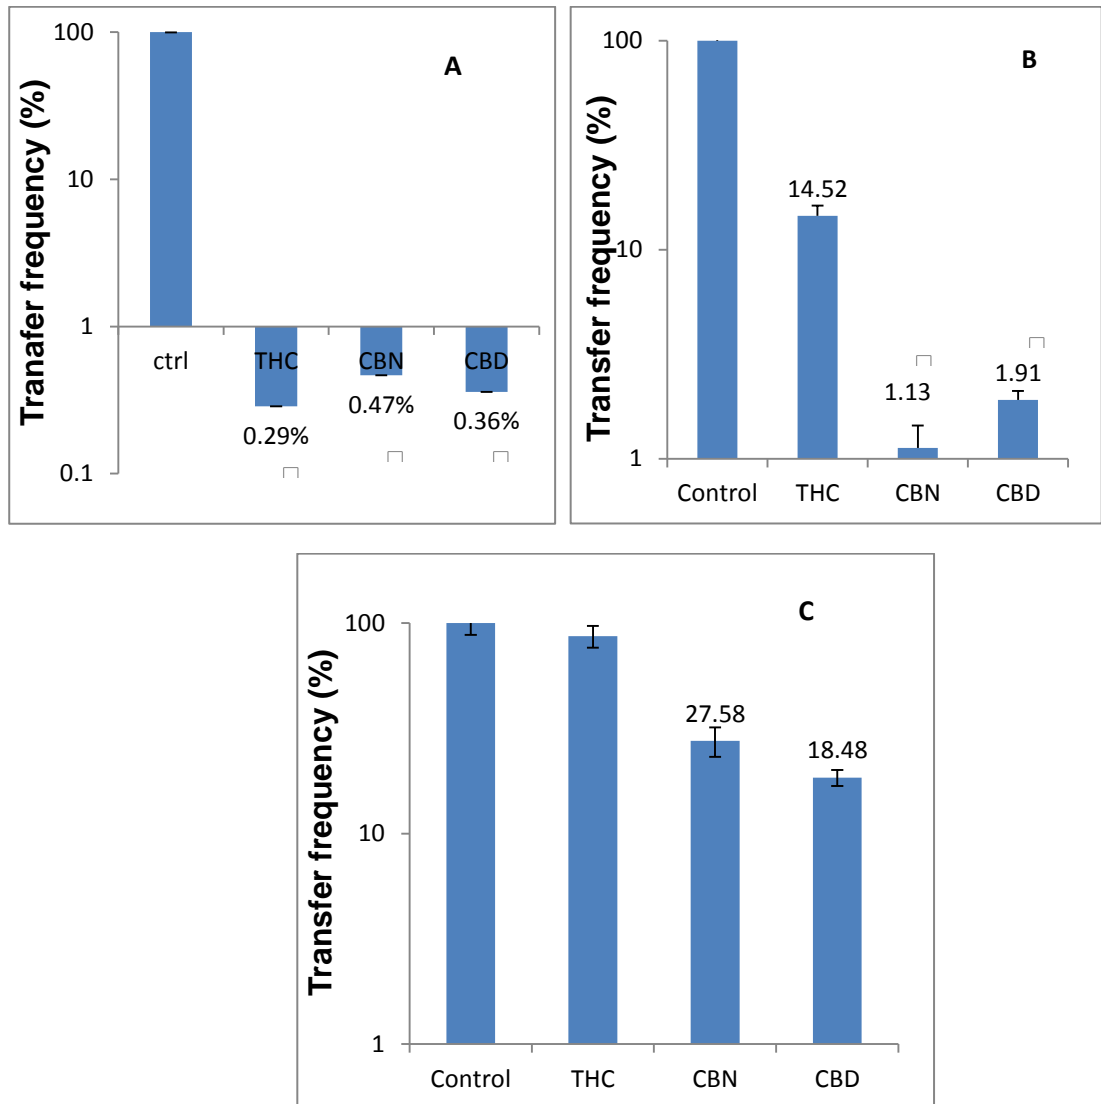 A
Tranafer frequency (%)
100
10
1
0.1
ctrl
THC
CBN
CBD
0.29%
0.47%
0.36%
B
Transfer frequency (%)
100
10
1
14.52
1.13
1.91
Control
THC
CBN
CBD
C
Transfer frequency (%)
100
10
1
27.58
18.48
Control
THC
CBN
CBD